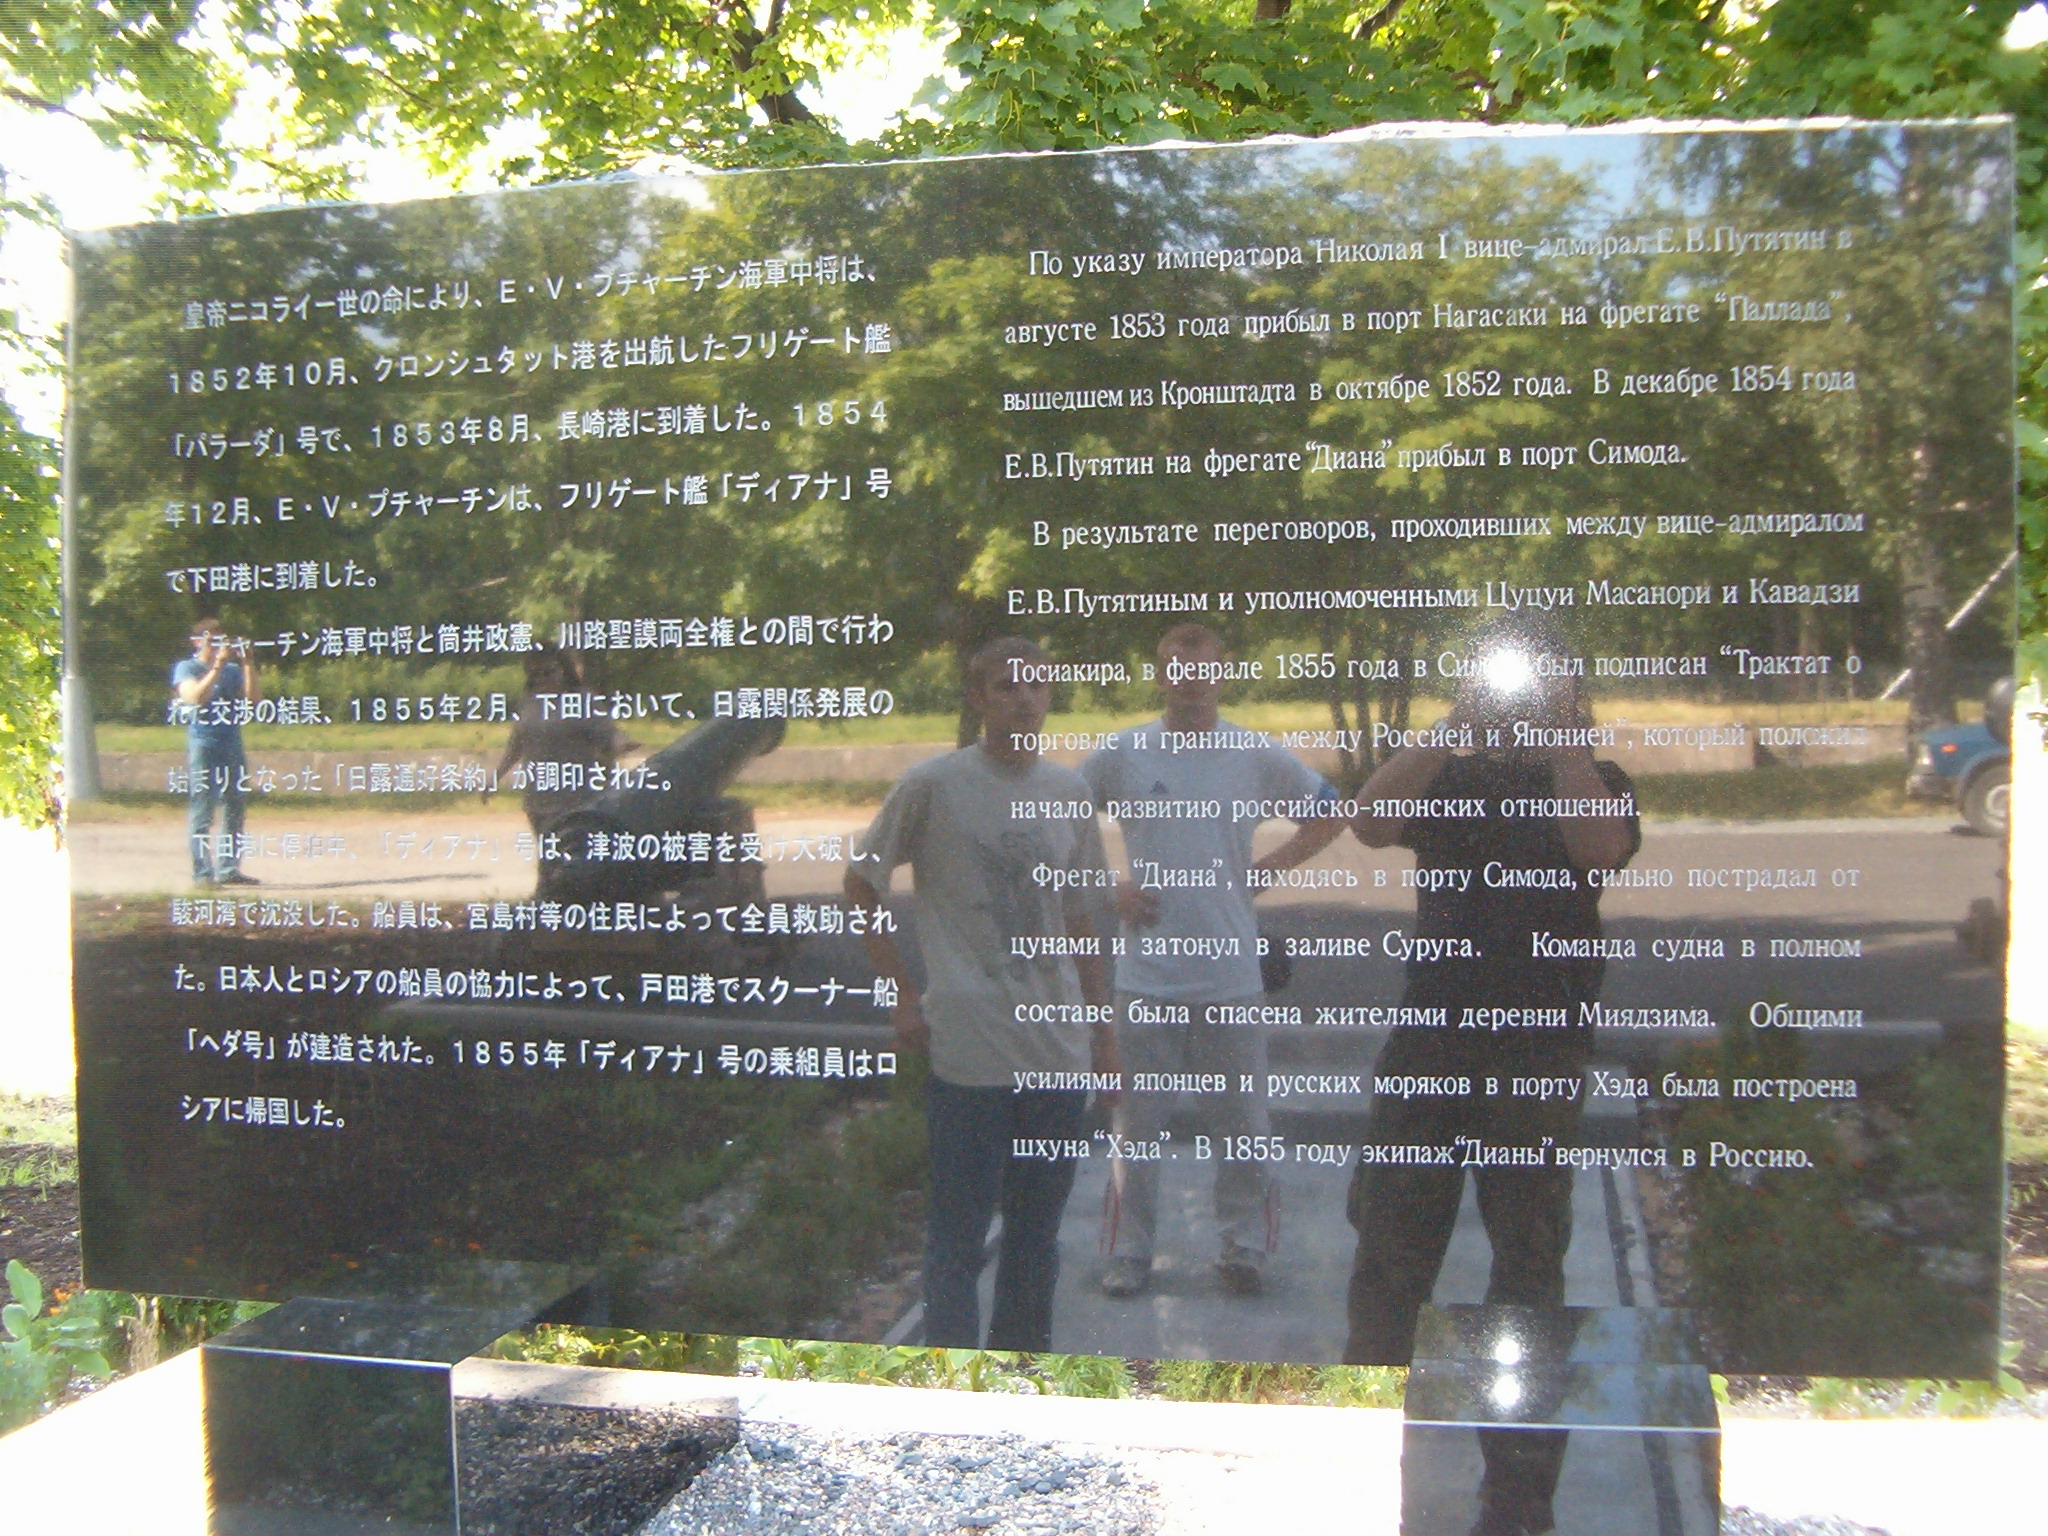 皇帝ニコライ一世の命により、E・V・プチャーチン海軍中将は、
1852年10月、クロンシュタット港を出航したフリゲート艦
「パラーダ」号で、1853年8月、長崎港に到着した。1854
年12月、E・V・プチャーチンは、フリゲート艦「ディアナ」号
で下田港に到着した。
プチャーチン海軍中将と筒井政憲、川路聖謨両全権との間で行わ
れた交渉の結果、1855年2月、下田において、日露関係発展の
始まりとなった「日露通好条約」が調印された。
下田港に停泊中、「ディアナ」号は、津波の被害を受け大破し、
駿河湾で沈没した。船員は、宮島村等の住民によって全員救助され
た。日本人とロシアの船員の協力によって、戸田港でスクーナー船
「ヘダ号」が建造された。1855年「ディアナ」号の乗組員はロ
シアに帰国した。
По указу императора Николая I вице-адмирал Е.В.Путятин в
августе 1853 года прибыл в порт Нагасаки на фрегате “Паллада”,
вышедшем из Кронштадта в октябре 1852 года. В декабре 1854 года
Е.В.Путятин на фрегате “Диана” прибыл в порт Симода.
В результате переговоров, проходивших между вице-адмиралом
Е.В.Путятиным и уполномоченными Цуцуи Масанори и Кавадзи
Тосиакира, в феврале 1855 года в Симода был подписан “Трактат о
торговле и границах между Россией и Японией”, который положил
начало развитию российско-японских отношений.
Фрегат “Диана”, находясь в порту Симода, сильно пострадал от
цунами и затонул в заливе Суруга. Команда судна в полном
составе была спасена жителями деревни Миядзима. Общими
усилиями японцев и русских моряков в порту Хэда была построена
шхуна “Хэда”. В 1855 году экипаж “Дианы” вернулся в Россию.